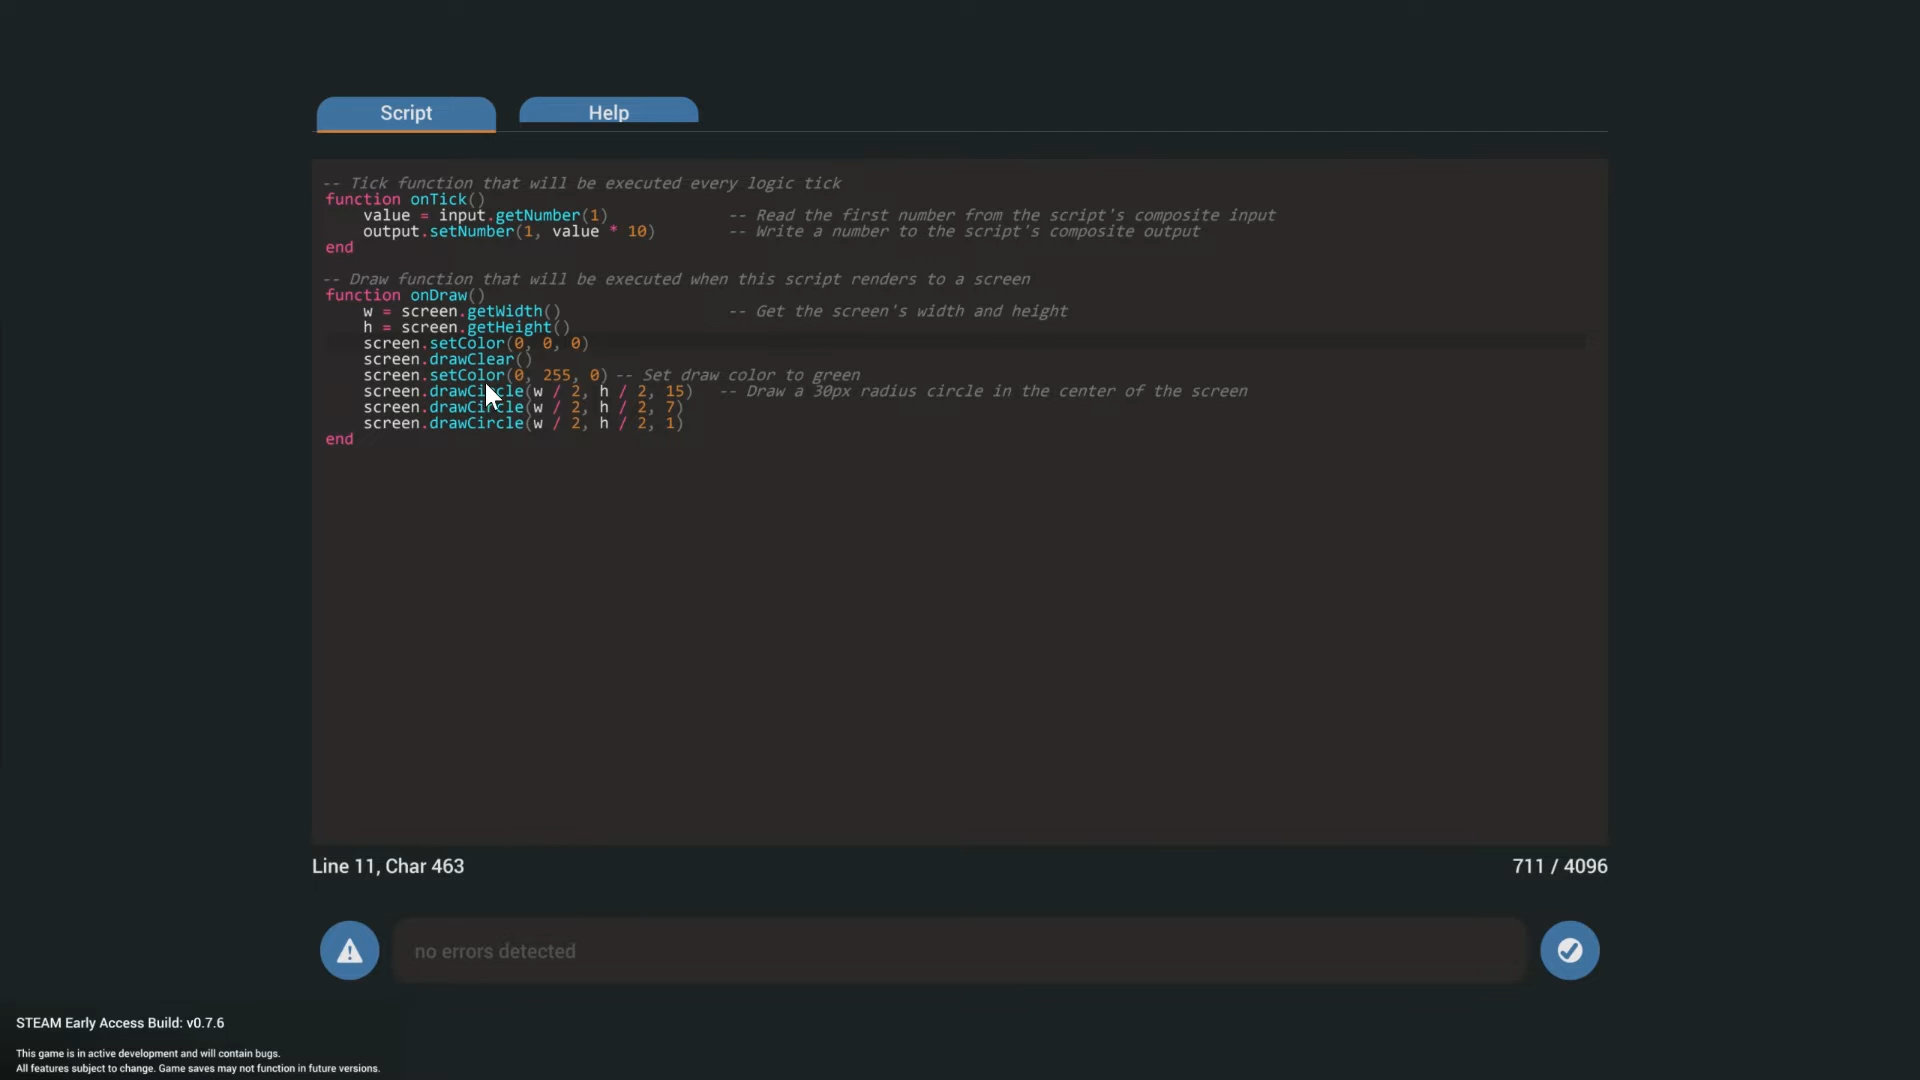 Script
Help
-- Tick function that will be executed every logic tick
function onTick()
    value = input.getNumber(1)             -- Read the first number from the script's composite input
    output.setNumber(1, value * 10)        -- Write a number to the script's composite output
end
-- Draw function that will be executed when this script renders to a screen
function onDraw()
    w = screen.getWidth()                  -- Get the screen's width and height
    h = screen.getHeight()
    screen.setColor(0, 0, 0)
    screen.drawClear()
    screen.setColor(0, 255, 0) -- Set draw color to green
    screen.drawCircle(w / 2, h / 2, 15)   -- Draw a 30px radius circle in the center of the screen
    screen.drawCircle(w / 2, h / 2, 7)
    screen.drawCircle(w / 2, h / 2, 1)
end
Line 11, Char 463
711 / 4096
no errors detected
STEAM Early Access Build: v0.7.6
This game is in active development and will contain bugs.
All features subject to change. Game saves may not function in future versions.